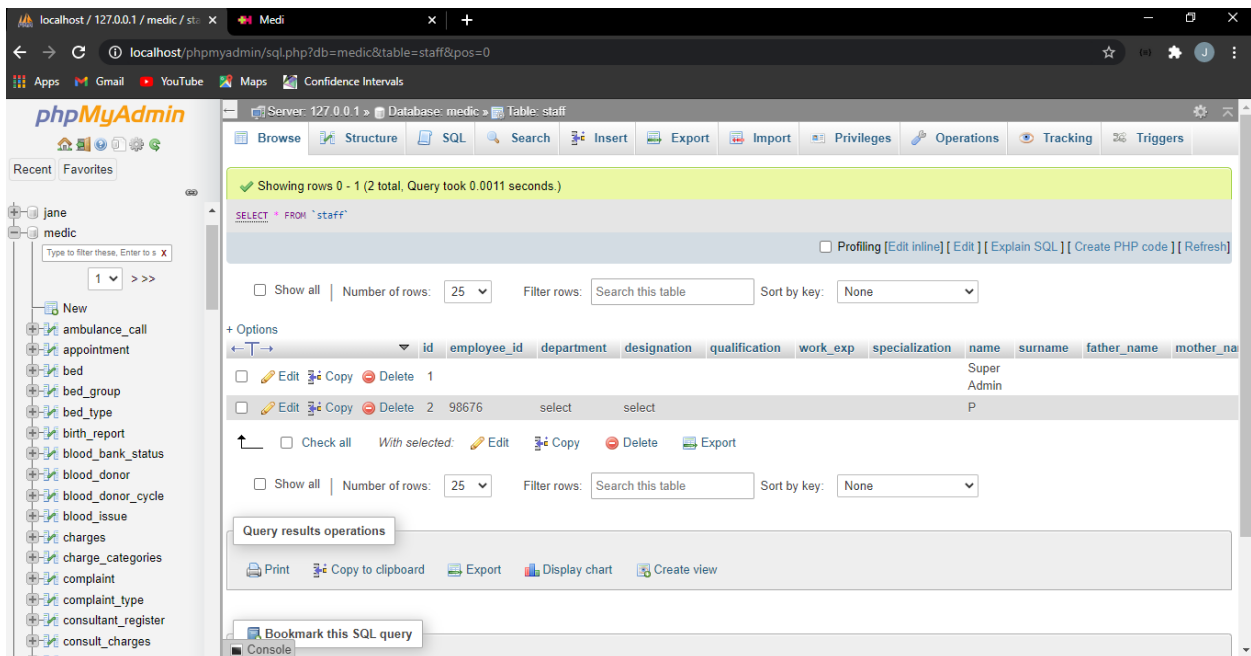 localhost / 127.0.0.1 / medic / sta
Medi
localhost/phpmyadmin/sql.php?db=medic&table=staff&pos=0
J
Apps Gmail YouTube Maps Confidence Intervals
phpMyAdmin
Recent Favorites
jane
medic
Type to filter these, Enter to s X
1 > >>
New
ambulance_call
appointment
bed
bed_group
bed_type
birth_report
blood_bank_status
blood_donor
blood_donor_cycle
blood_issue
charges
charge_categories
complaint
complaint_type
consultant_register
consult_charges
Server: 127.0.0.1 » Database: medic » Table: staff
Browse Structure SQL Search Insert Export Import Privileges Operations Tracking Triggers
Showing rows 0 - 1 (2 total, Query took 0.0011 seconds.)
SELECT * FROM `staff`
Profiling [Edit inline] [ Edit ] [ Explain SQL ] [ Create PHP code ] [ Refresh]
Show all | Number of rows: 25 Filter rows: Search this table Sort by key: None
+ Options
←T→ id employee_id department designation qualification work_exp specialization name surname father_name mother_na
Edit Copy Delete 1 Super
Admin
Edit Copy Delete 2 98676 select select P
Check all With selected: Edit Copy Delete Export
Show all | Number of rows: 25 Filter rows: Search this table Sort by key: None
Query results operations
Print Copy to clipboard Export Display chart Create view
Bookmark this SQL query
Console